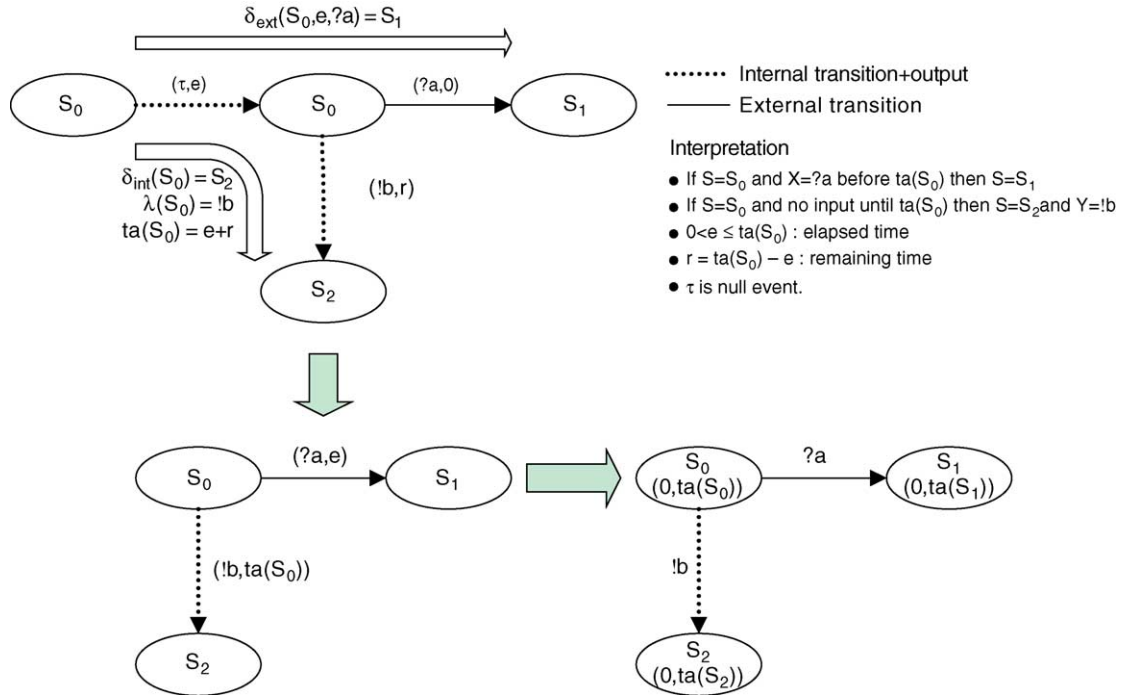 δext(S0,e,?a) = S1
S0
(τ,e)
S0
(?a,0)
S1
Internal transition+output
External transition
δint(S0) = S2
λ(S0) = !b
ta(S0) = e+r
(!b,r)
S2
Interpretation
• If S=S0 and X=?a before ta(S0) then S=S1
• If S=S0 and no input until ta(S0) then S=S2and Y=!b
• 0<e ≤ ta(S0) : elapsed time
• r = ta(S0) – e : remaining time
• τ is null event.
S0
(?a,e)
S1
(!b,ta(S0))
S2
S0
(0,ta(S0))
?a
S1
(0,ta(S1))
!b
S2
(0,ta(S2))